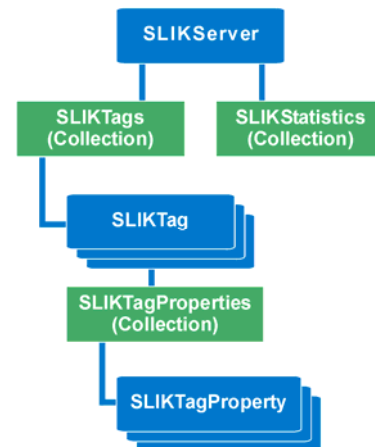 SLIKServer
SLIKTags
(Collection)
SLIKStatistics
(Collection)
SLIKTag
SLIKTagProperties
(Collection)
SLIKTagProperty